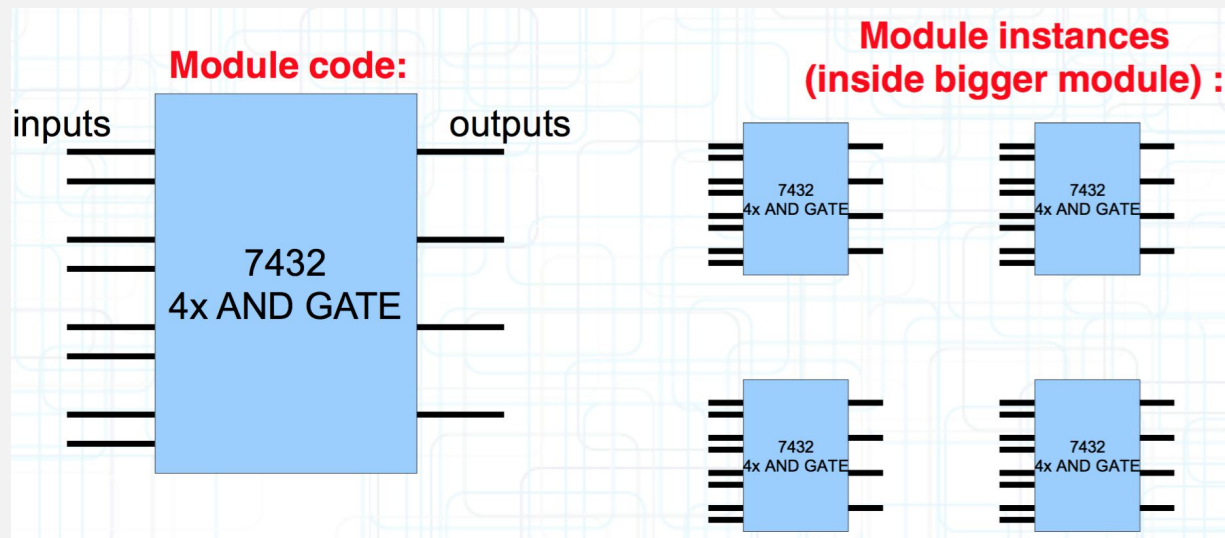 Module code:
inputs
outputs
7432
4x AND GATE
Module instances
(inside bigger module) :
7432
4x AND GATE
7432
4x AND GATE
7432
4x AND GATE
7432
4x AND GATE